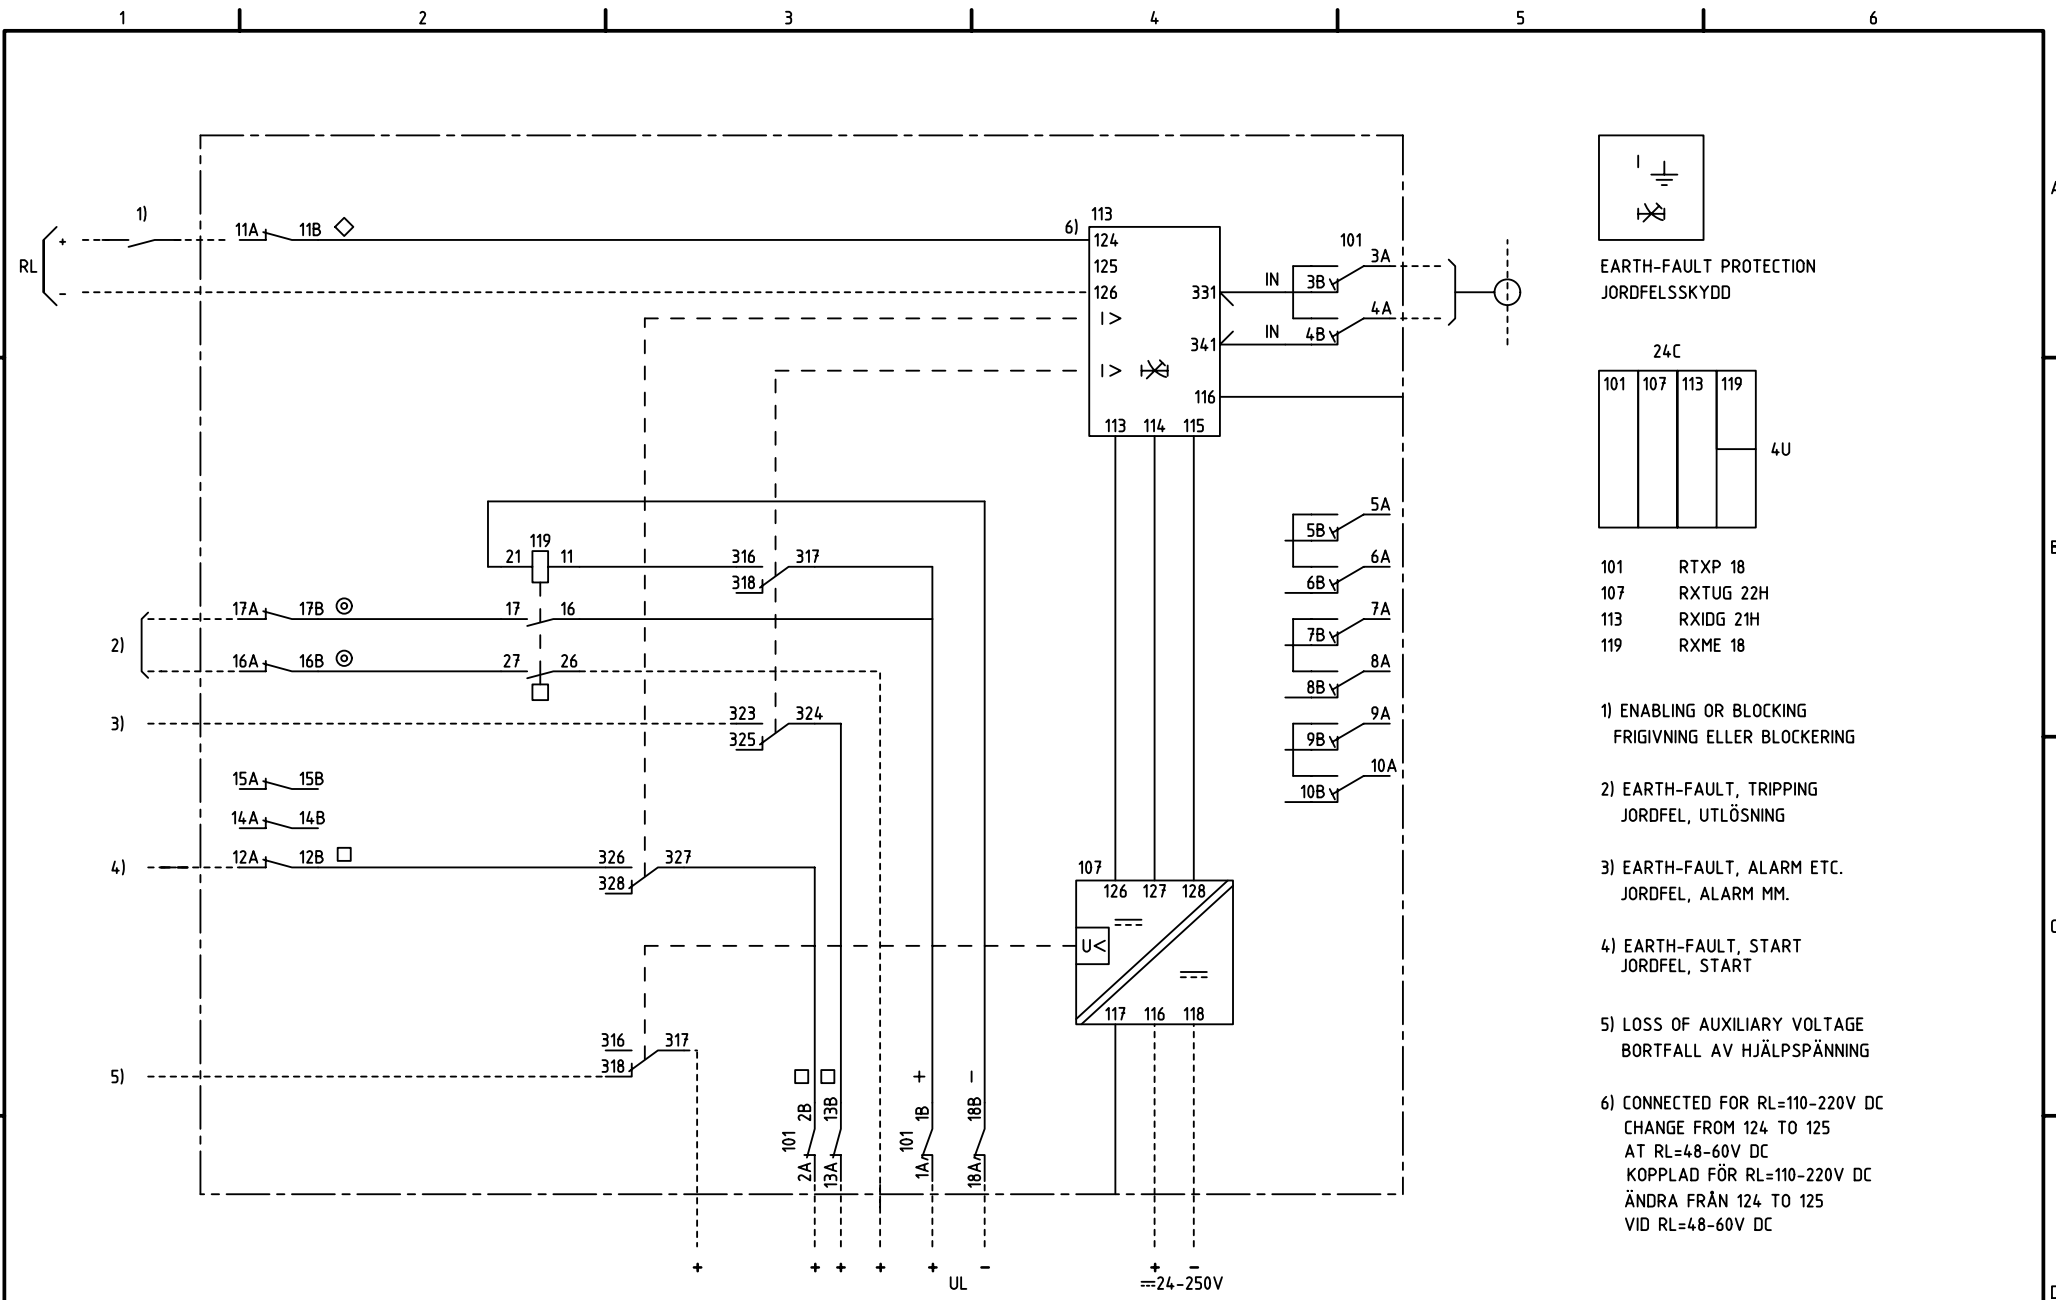 1 2 3 4 5 6
A
1)
11A 11B
6) 113
124
125
126
I>
I>
331
341
116
113 114 115
RL
+
-
IN
IN
101
3A
3B
4A
4B
EARTH-FAULT PROTECTION
JORDFELSSKYDD
24C
101 107 113 119
4U
B
119
21 11
316 317
318
17A 17B 17 16
2)
16A 16B 27 26
3)
323 324
325
15A 15B
14A 14B
4)
12A 12B
326 327
328
5A
5B
6A
6B
7A
7B
8A
8B
9A
9B
10A
10B
101 RTXP 18
107 RXTUG 22H
113 RXIDG 21H
119 RXME 18
1) ENABLING OR BLOCKING
FRIGIVNING ELLER BLOCKERING
2) EARTH-FAULT, TRIPPING
JORDFEL, UTLÖSNING
3) EARTH-FAULT, ALARM ETC.
JORDFEL, ALARM MM.
4) EARTH-FAULT, START
JORDFEL, START
5) LOSS OF AUXILIARY VOLTAGE
BORTFALL AV HJÄLPSPÄNNING
6) CONNECTED FOR RL=110-220V DC
CHANGE FROM 124 TO 125
AT RL=48-60V DC
KOPPLAD FÖR RL=110-220V DC
ÄNDRA FRÅN 124 TO 125
VID RL=48-60V DC
107
126 127 128
U<
117 116 118
C
5)
316 317
318
+ -
101 2B 13B 101 1B 18B
2A 13A 1A 18A
+ + + + + - + -
UL
24-250V
D